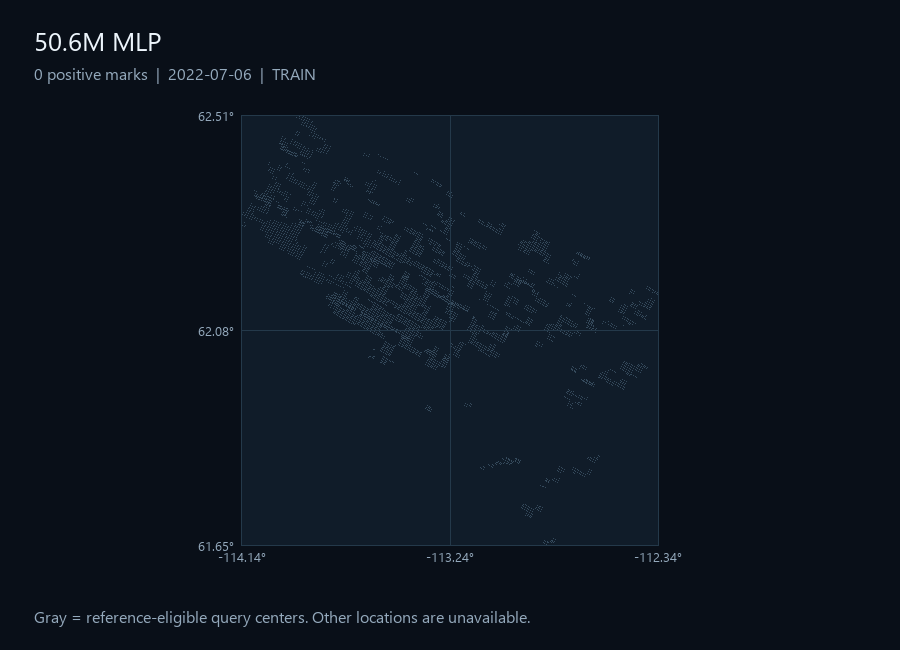 50.6M MLP
0 positive marks | 2022-07-06 | TRAIN
62.51°
62.08°
61.65°
-114.14° -113.24° -112.34°
Gray = reference-eligible query centers. Other locations are unavailable.